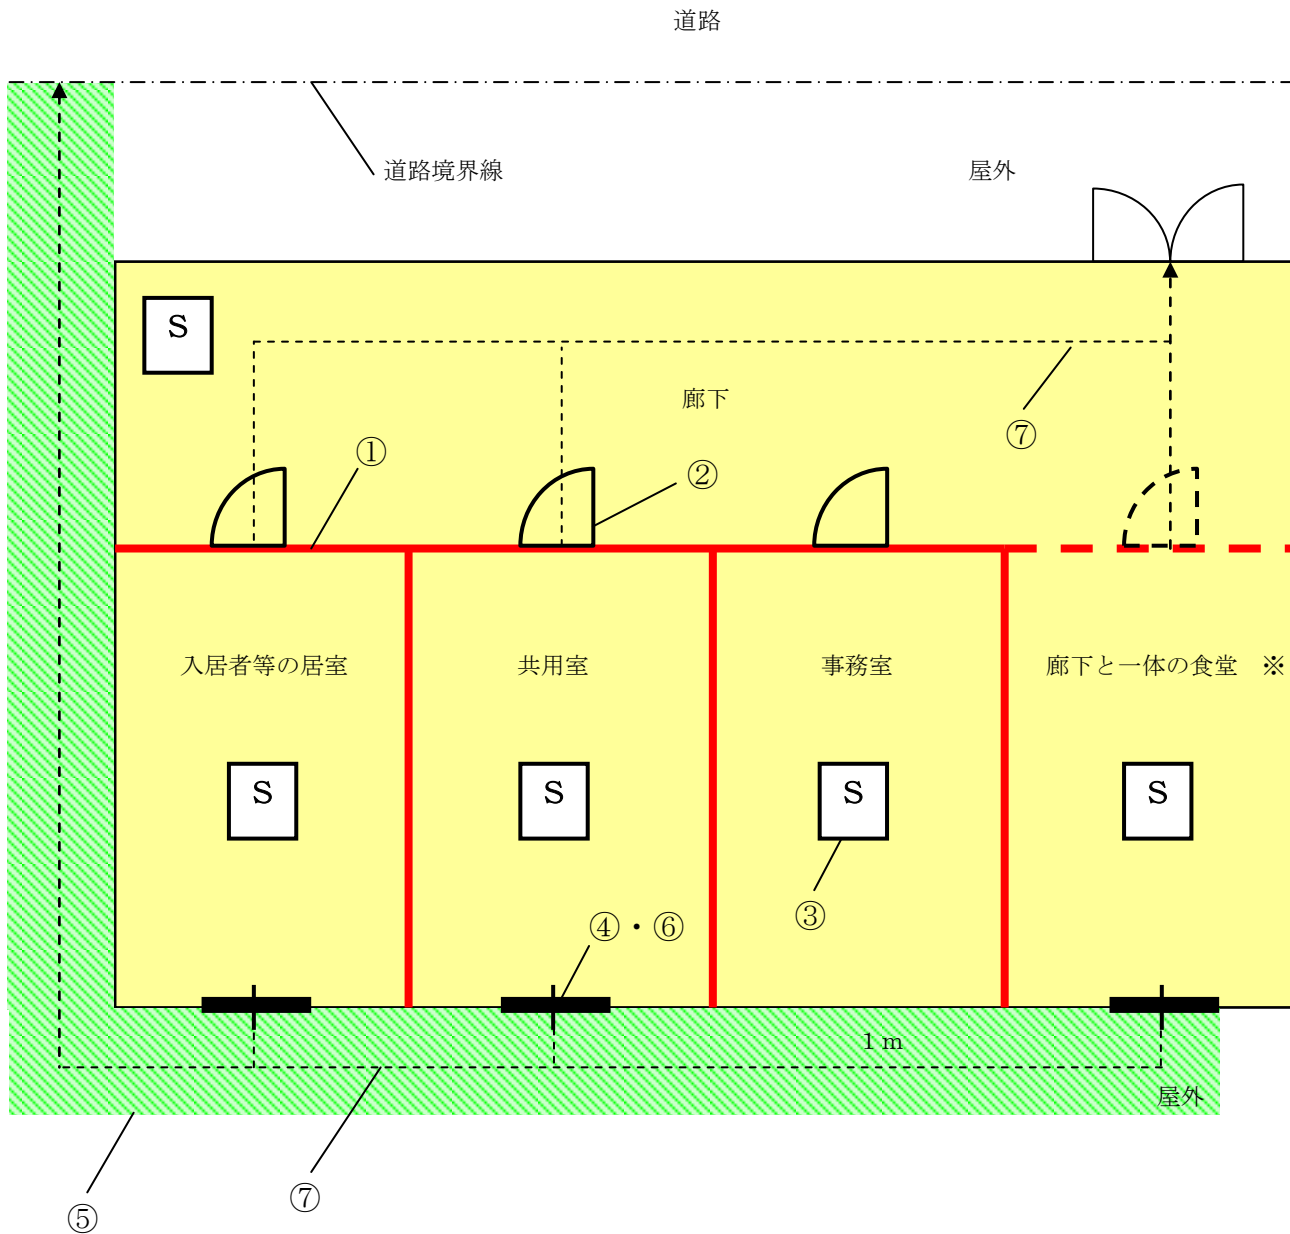 道路
道路境界線
屋外
S
廊下
⑦
①
②
入居者等の居室
共用室
事務室
廊下と一体の食堂 ※
S
S
S
S
③
④・⑥
1m
屋外
⑦
⑤